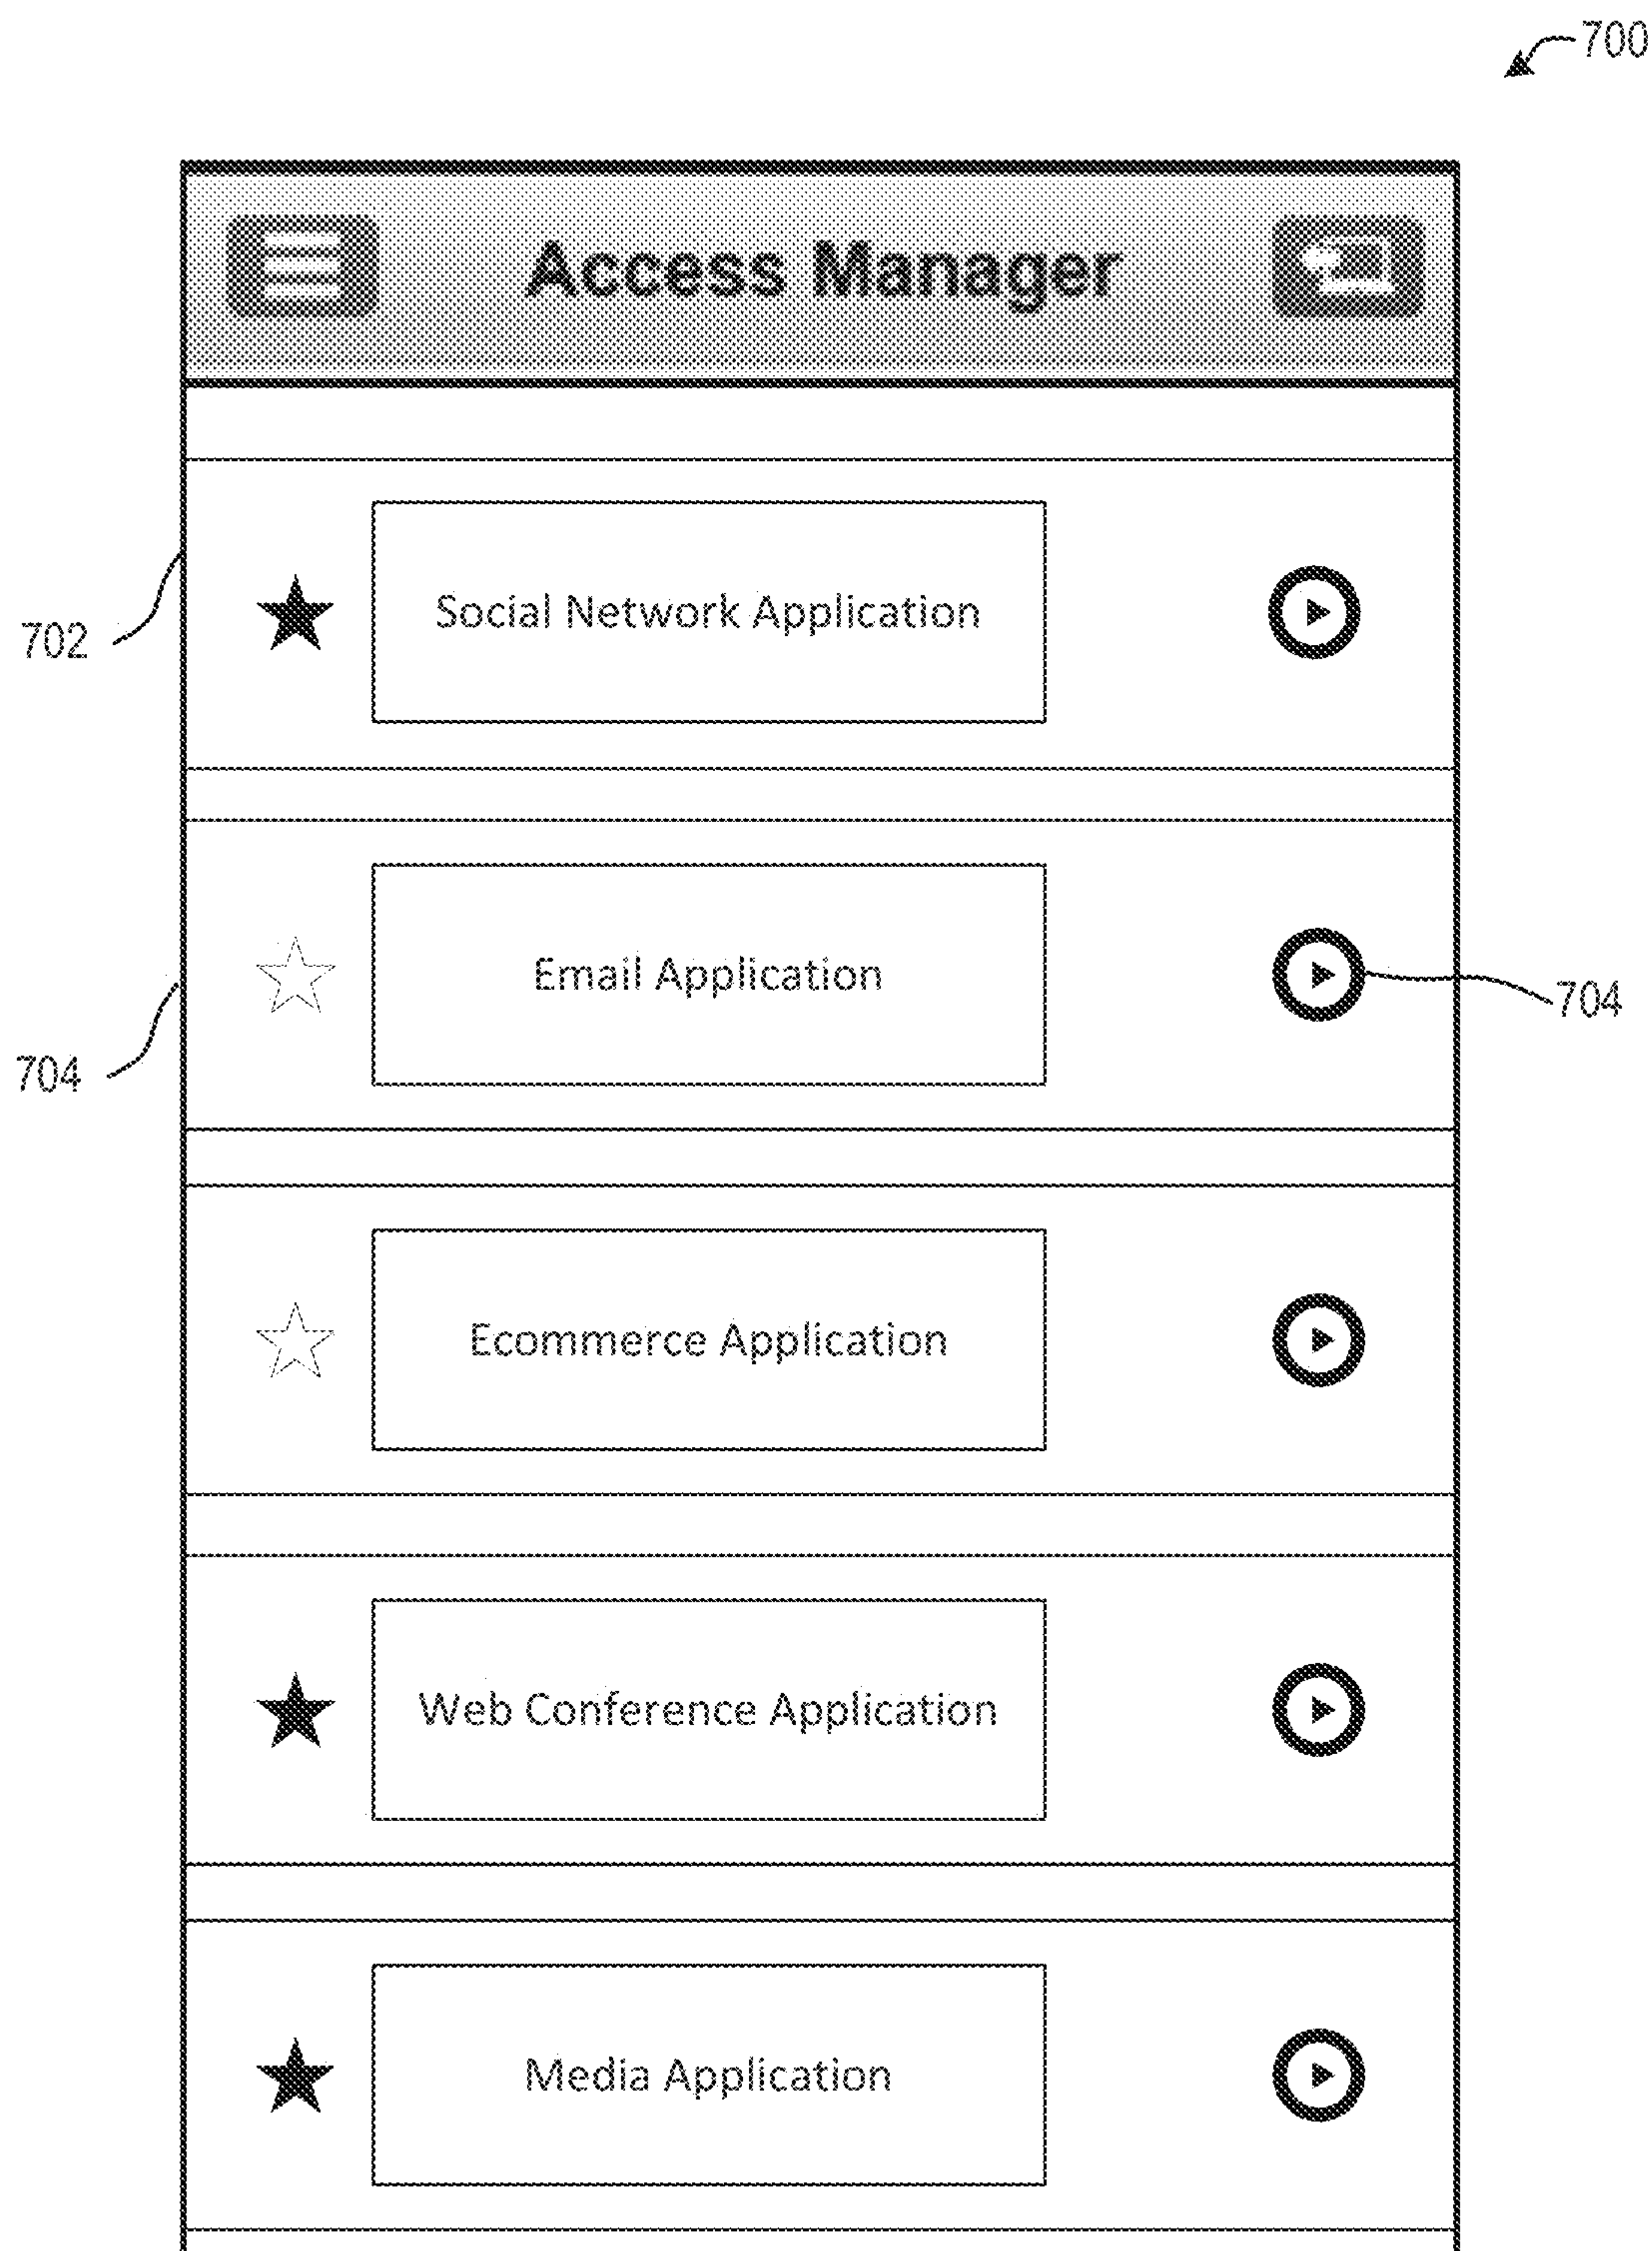 700
Access Manager
702
Social Network Application
Email Application
704
704
Ecommerce Application
Web Conference Application
Media Application